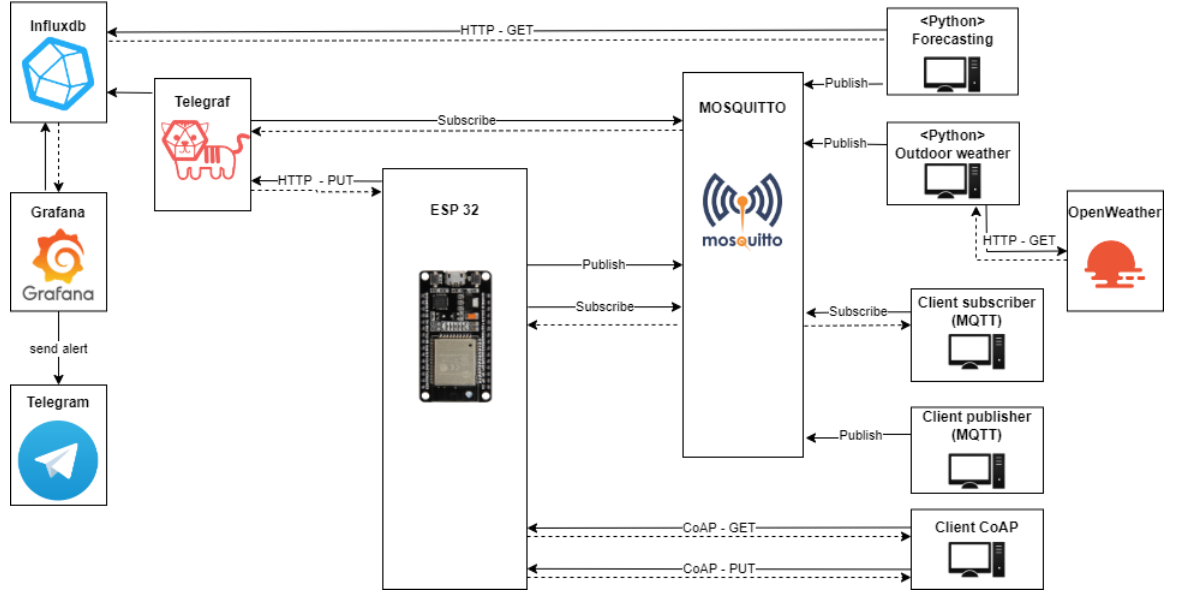 Influxdb
HTTP - GET
<Python>
Forecasting
Publish
Telegraf
Subscribe
MOSQUITTO
mosquitto
<Python>
Outdoor weather
Publish
HTTP - PUT
ESP 32
OpenWeather
HTTP - GET
Grafana
Grafana
Publish
Subscribe
Client subscriber
(MQTT)
Subscribe
send alert
Telegram
Client publisher
(MQTT)
Publish
CoAP - GET
Client CoAP
CoAP - PUT